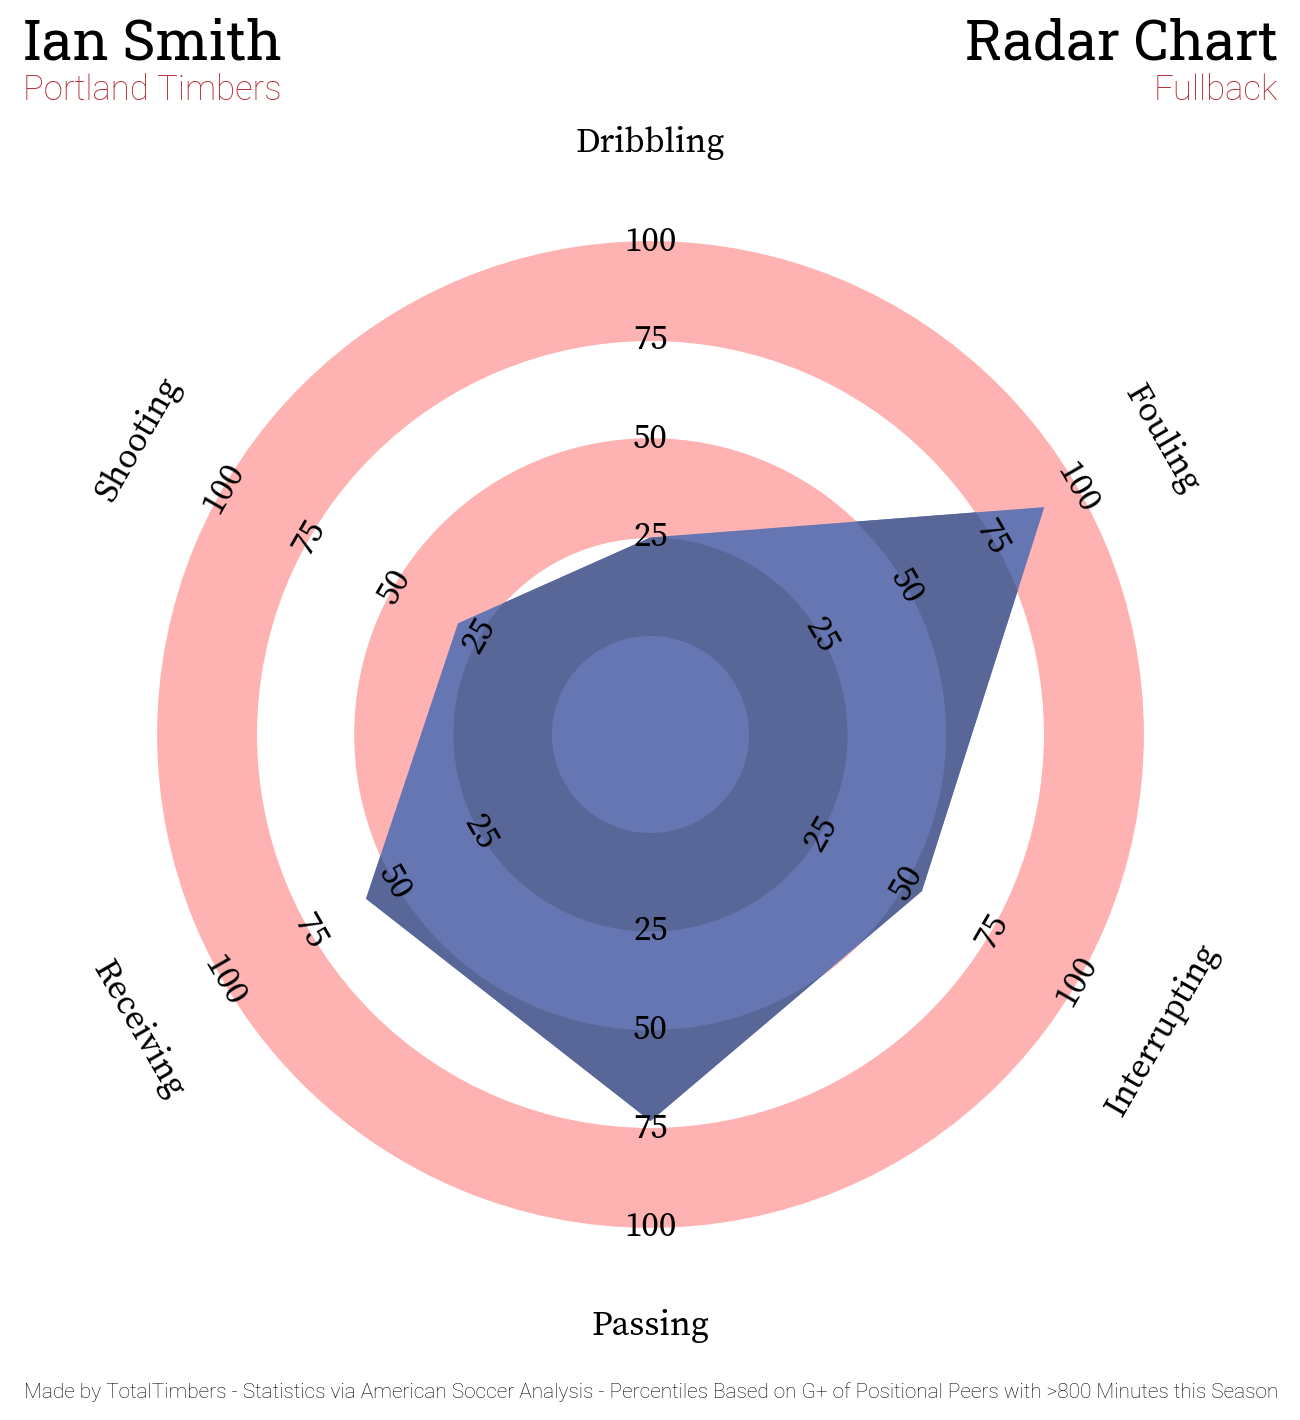 Ian Smith
Radar Chart
Portland Timbers
Fullback
Dribbling
100
75
50
25
Fouling
100
75
50
25
Shooting
100
75
50
25
Receiving
100
75
50
25
Interrupting
100
75
50
25
25
50
75
100
Passing
Made by TotalTimbers - Statistics via American Soccer Analysis - Percentiles Based on G+ of Positional Peers with >800 Minutes this Season